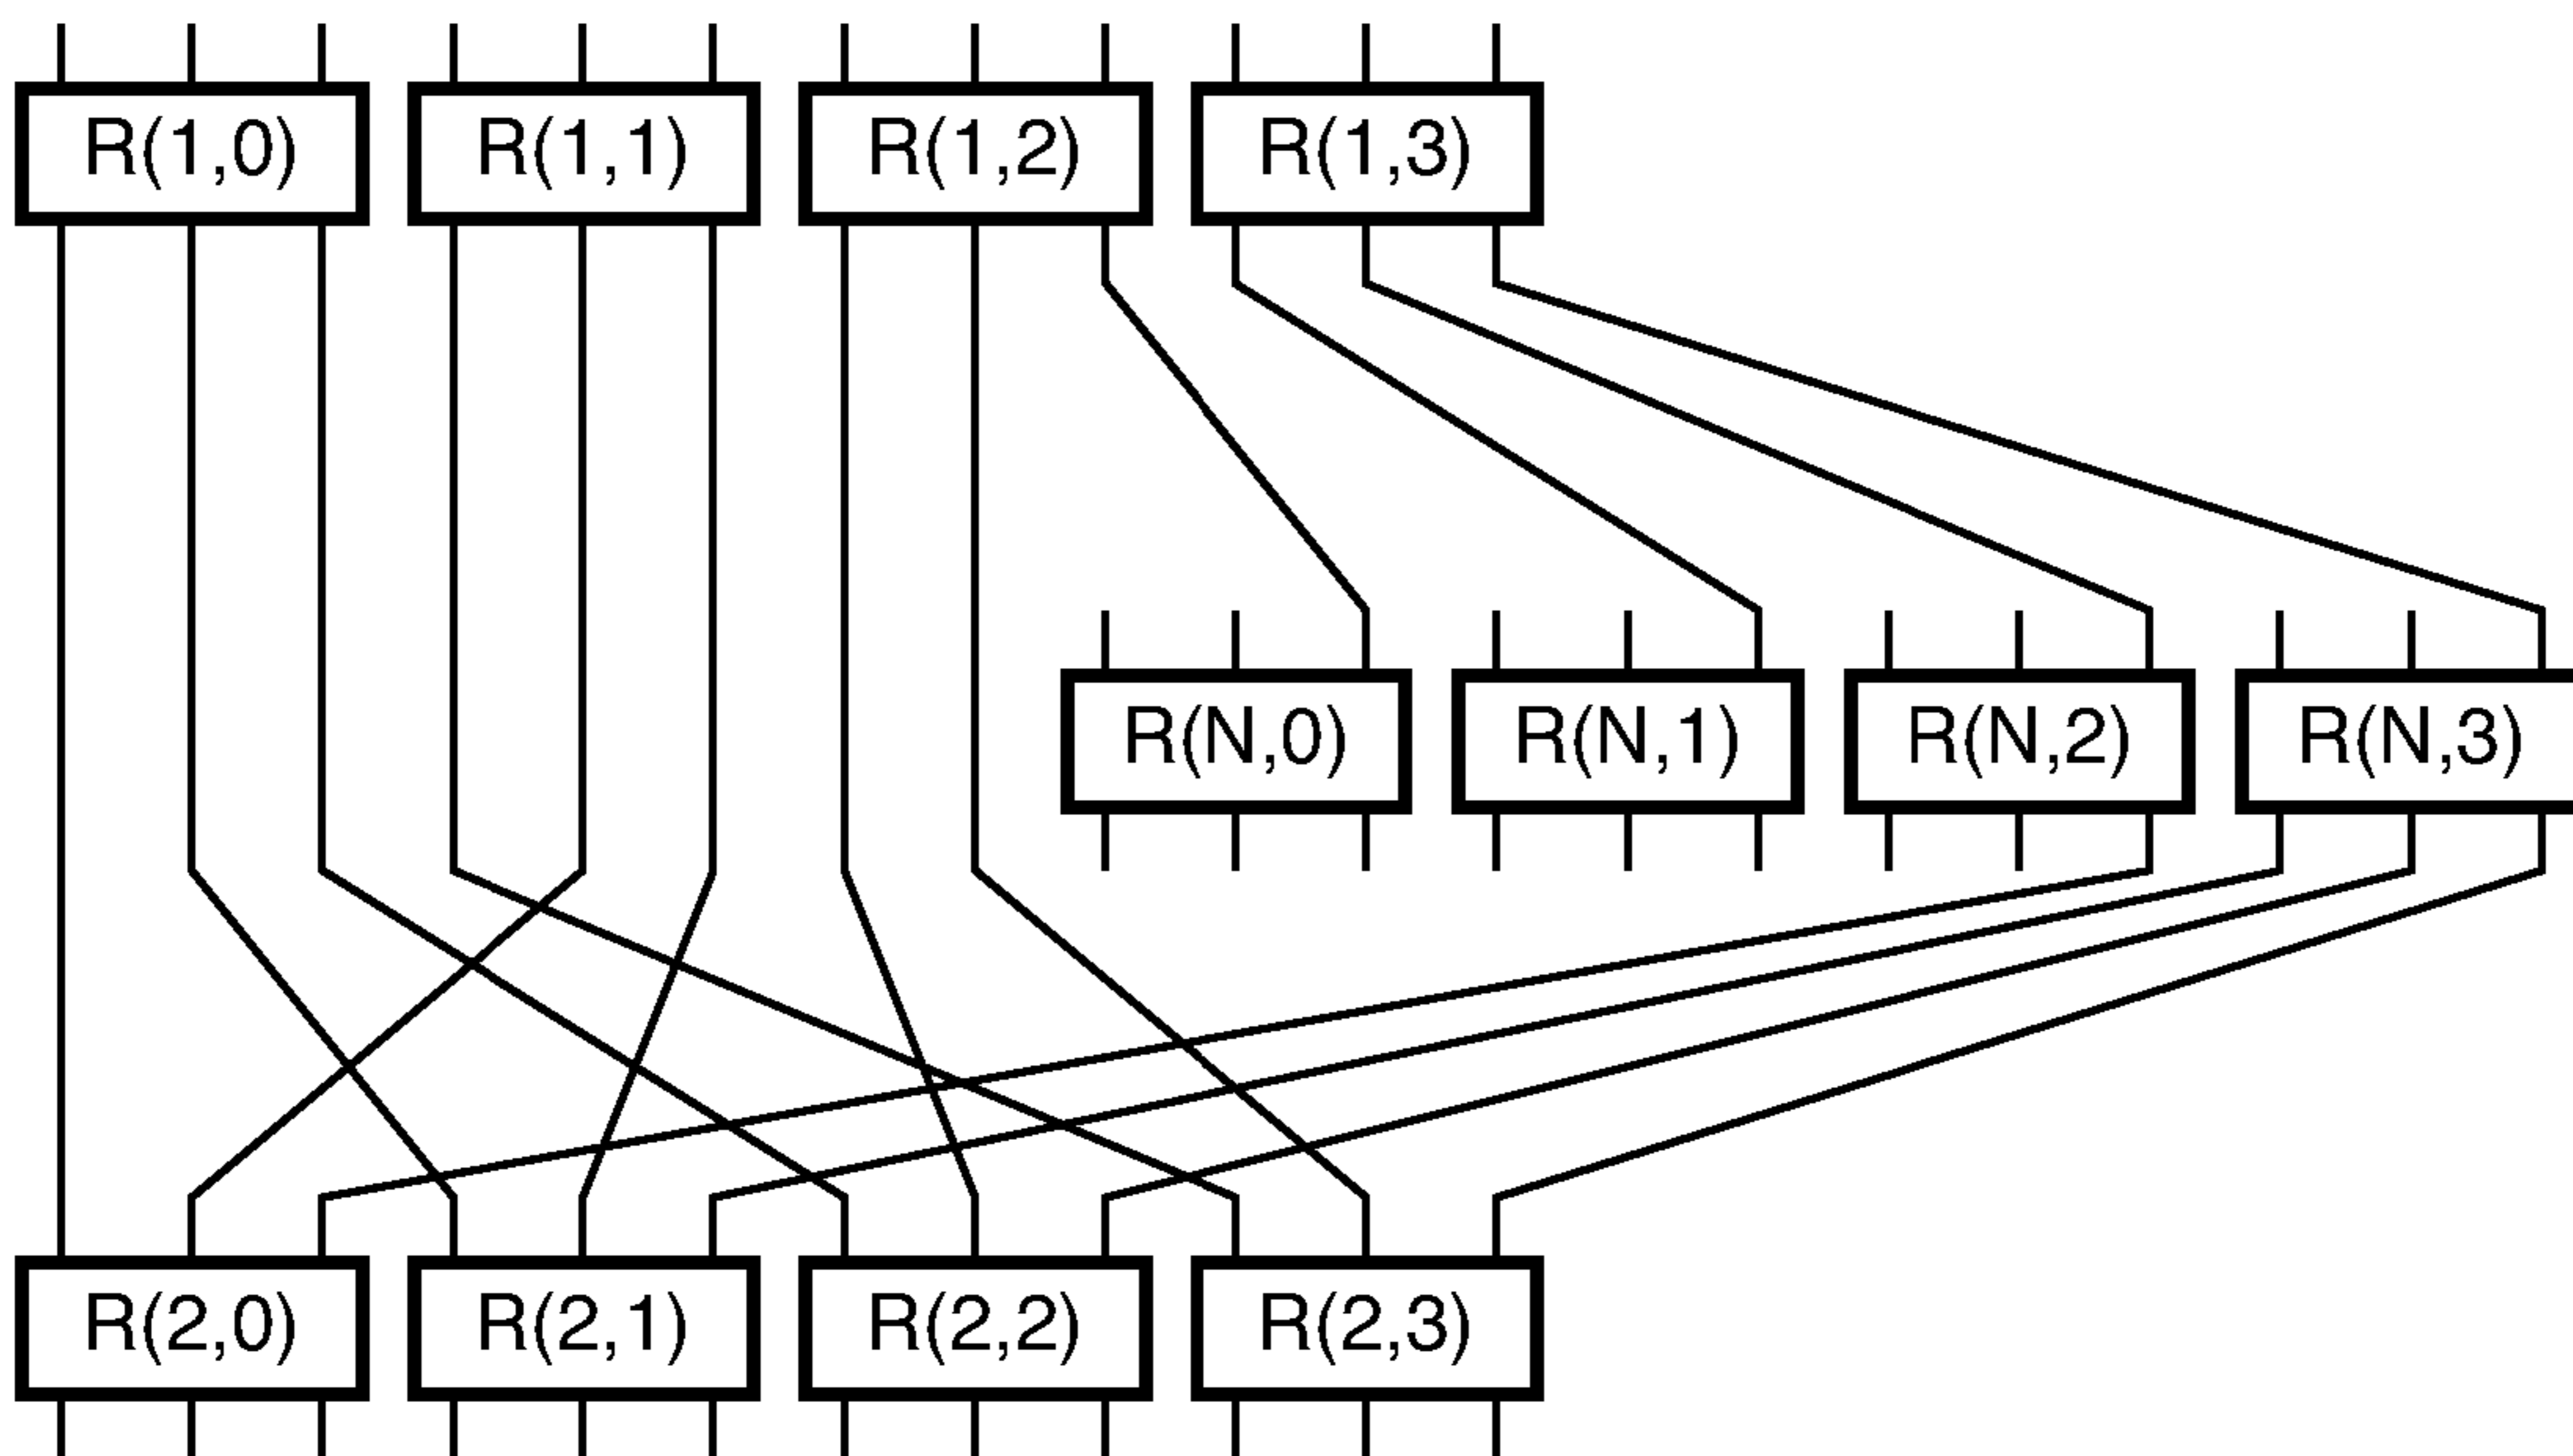 R(1,0) R(1,1) R(1,2) R(1,3)
R(N,0) R(N,1) R(N,2) R(N,3)
R(2,0) R(2,1) R(2,2) R(2,3)